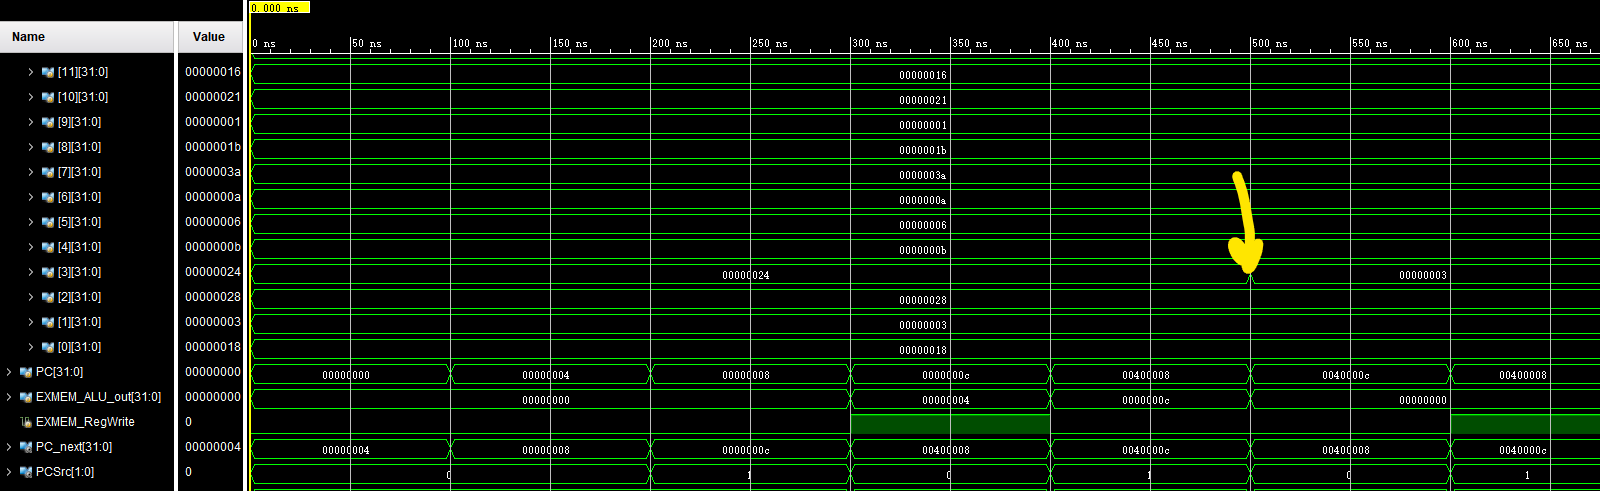 0.000 ns
Name Value
0 ns 50 ns 100 ns 150 ns 200 ns 250 ns 300 ns 350 ns 400 ns 450 ns 500 ns 550 ns 600 ns 650 ns
[11][31:0] 00000016 00000016
[10][31:0] 00000021 00000021
[9][31:0] 00000001 00000001
[8][31:0] 0000001b 0000001b
[7][31:0] 0000003a 0000003a
[6][31:0] 0000000a 0000000a
[5][31:0] 00000006 00000006
[4][31:0] 0000000b 0000000b
[3][31:0] 00000024 00000024 00000003
[2][31:0] 00000028 00000028
[1][31:0] 00000003 00000003
[0][31:0] 00000018 00000018
PC[31:0] 00000000 00000000 00000004 00000008 0000000c 00400008 0040000c 00400008
EXMEM_ALU_out[31:0] 00000000 00000000 00000004 0000000c 00000000
EXMEM_RegWrite 0
PC_next[31:0] 00000004 00000004 00000008 0000000c 00400008 0040000c 00400008 0040000c
PCSrc[1:0] 0 0 1 0 1 0 1